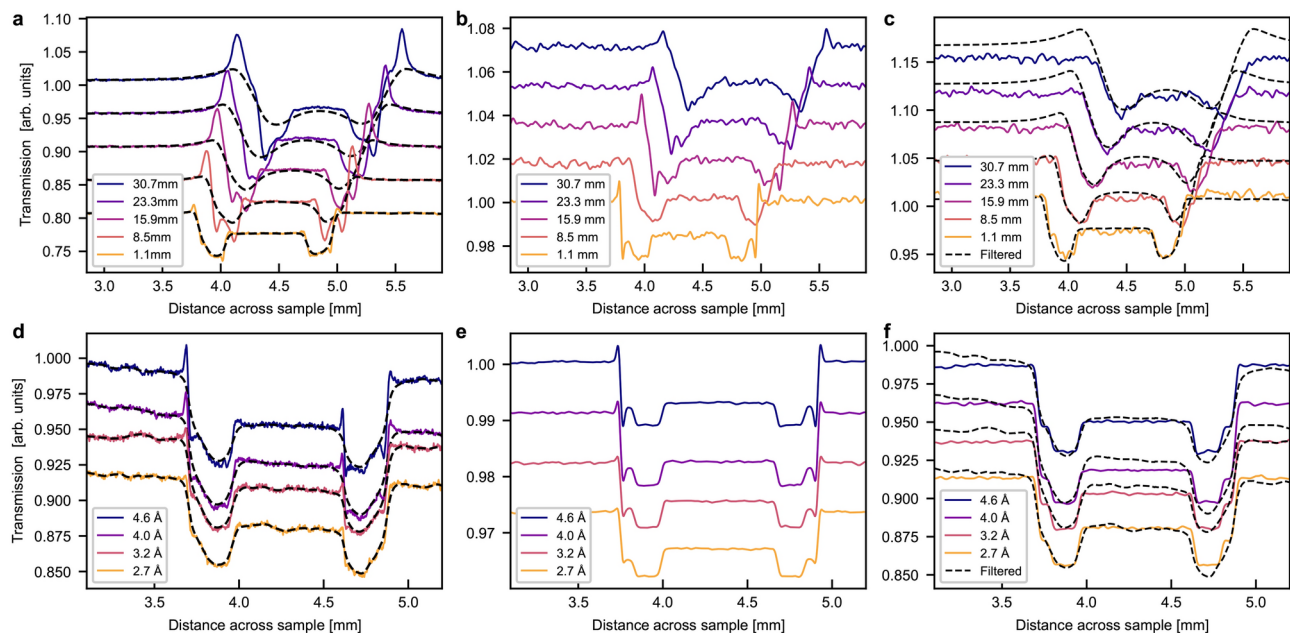 a
1.10
1.05
1.00
0.95
0.90
0.85
0.80
0.75
Transmission [arb. units]
30.7mm
23.3mm
15.9mm
8.5mm
1.1mm
3.0 3.5 4.0 4.5 5.0 5.5
Distance across sample [mm]
b
1.08
1.06
1.04
1.02
1.00
0.98
30.7 mm
23.3 mm
15.9 mm
8.5 mm
1.1 mm
3.0 3.5 4.0 4.5 5.0 5.5
Distance across sample [mm]
c
1.15
1.10
1.05
1.00
0.95
30.7 mm
23.3 mm
15.9 mm
8.5 mm
1.1 mm
Filtered
3.0 3.5 4.0 4.5 5.0 5.5
Distance across sample [mm]
d
1.000
0.975
0.950
0.925
0.900
0.875
0.850
Transmission [arb. units]
4.6 Å
4.0 Å
3.2 Å
2.7 Å
3.5 4.0 4.5 5.0
Distance across sample [mm]
e
1.00
0.99
0.98
0.97
4.6 Å
4.0 Å
3.2 Å
2.7 Å
3.5 4.0 4.5 5.0
Distance across sample [mm]
f
1.000
0.975
0.950
0.925
0.900
0.875
0.850
4.6 Å
4.0 Å
3.2 Å
2.7 Å
Filtered
3.5 4.0 4.5 5.0
Distance across sample [mm]